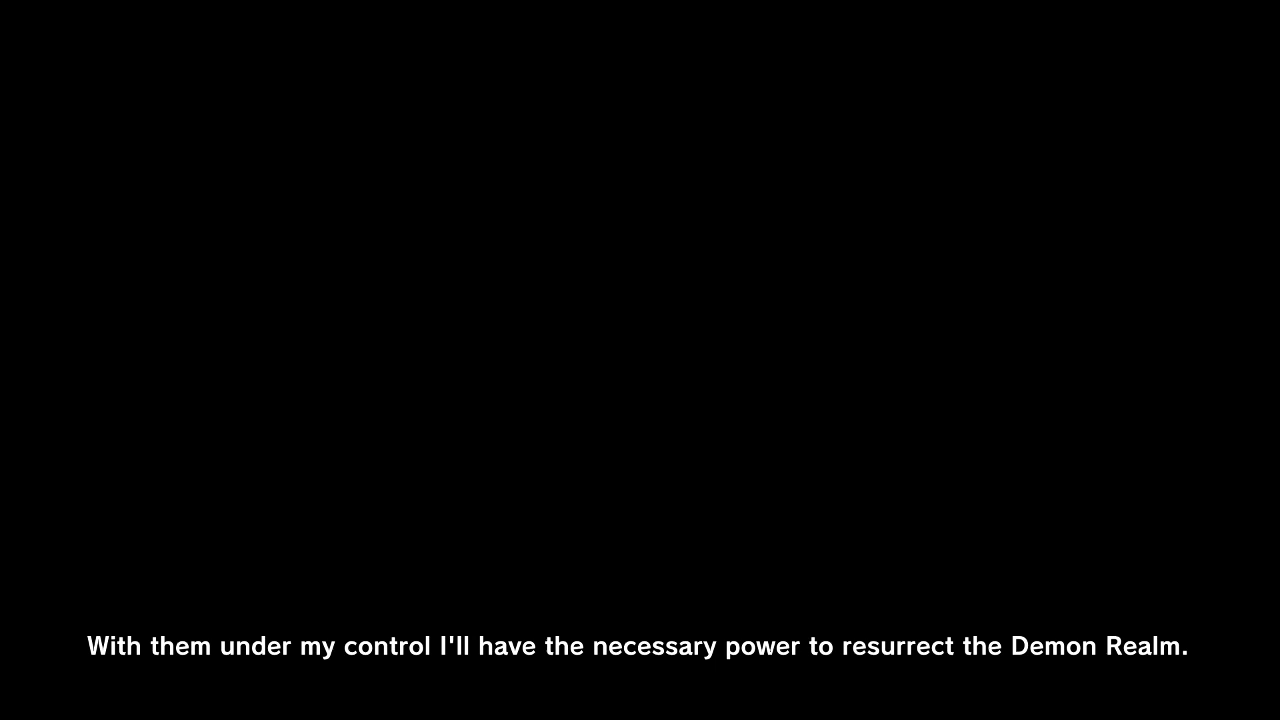 With them under my control I'll have the necessary power to resurrect the Demon Realm.